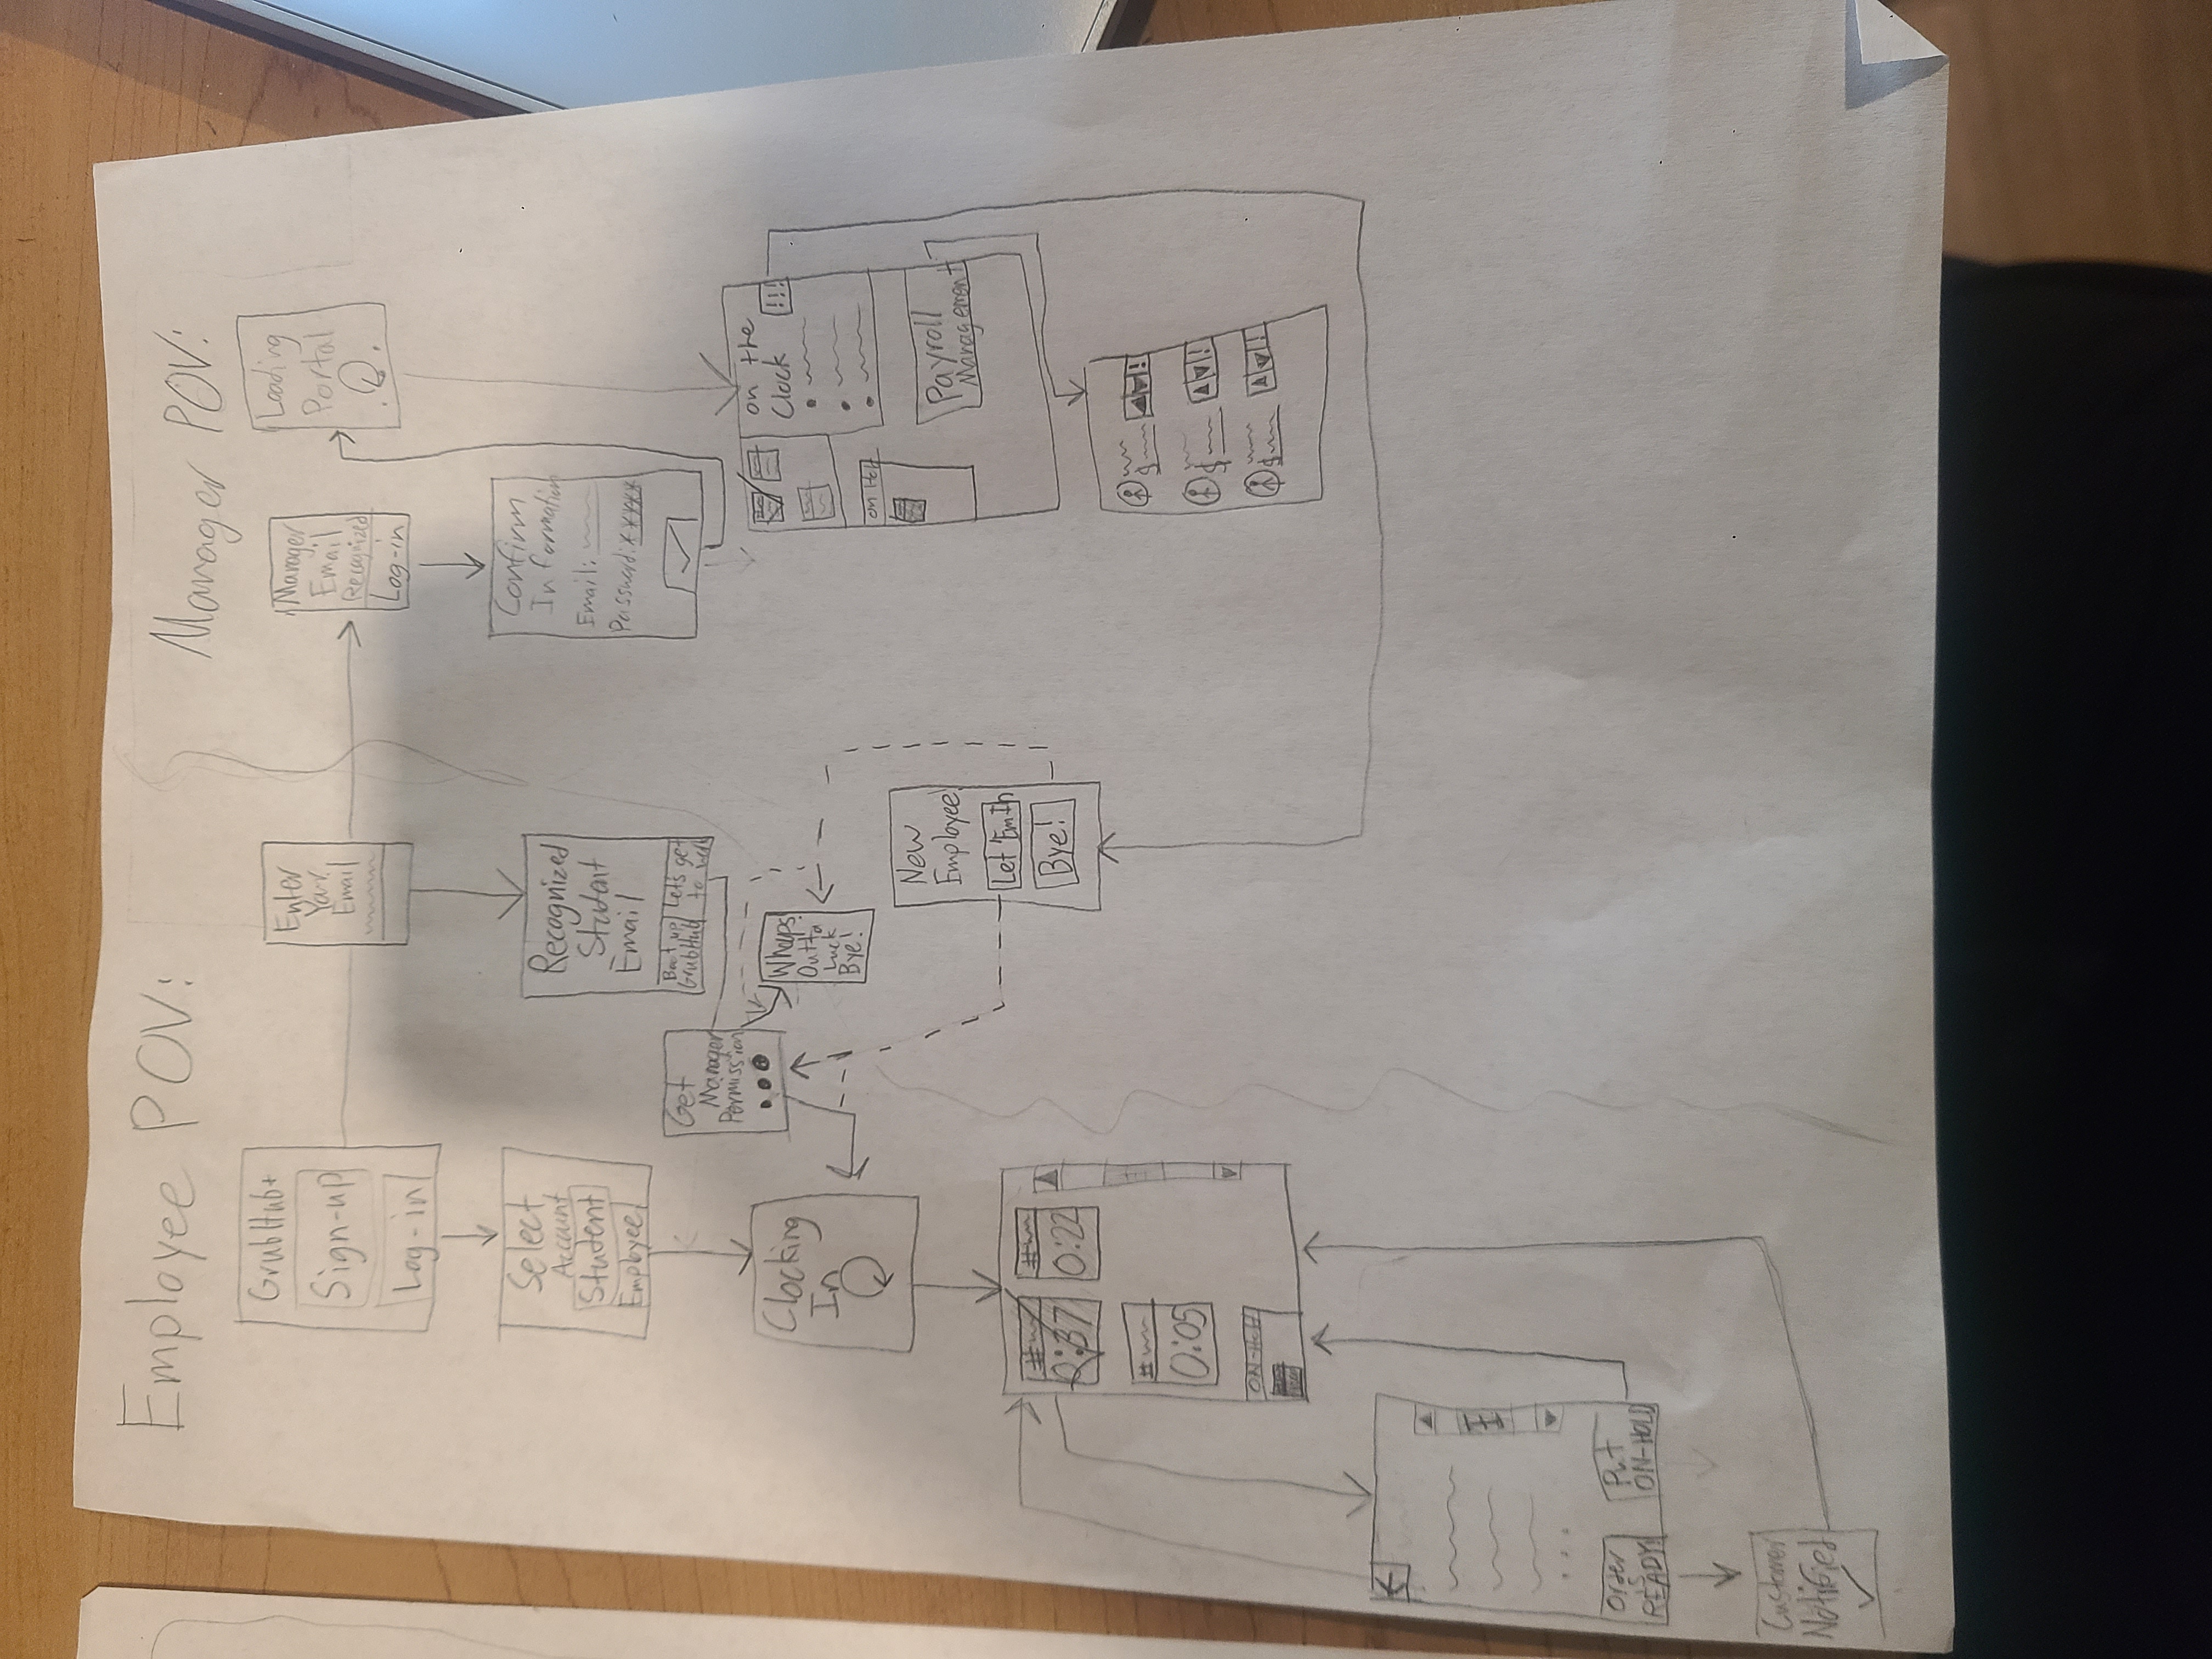 Employee POV:
Manager POV:
GrubHub+
Sign-up
Log-in
Enter
Your
Email
Manager
Email
Recognized
Log-in
Loading
Portal
Select
Account
Student
Employee
Recognized
Student
Email
Boot up
GrubHub
Let's get
to
Confirm
Information
Email:
Password: *****
Get
Manager
Permission
Whoops!
Outta
Luck
Bye!
Clocking
In
on the
Clock
!!!
on Hold
Payroll
Management
New
Employee!
Let 'Em In
Bye!
#
0:37
#
0:22
#
0:05
ON-HOLD
$
!
$
!
$
!
Order
is
READY!
Put
ON-HOLD
Customer
Notified